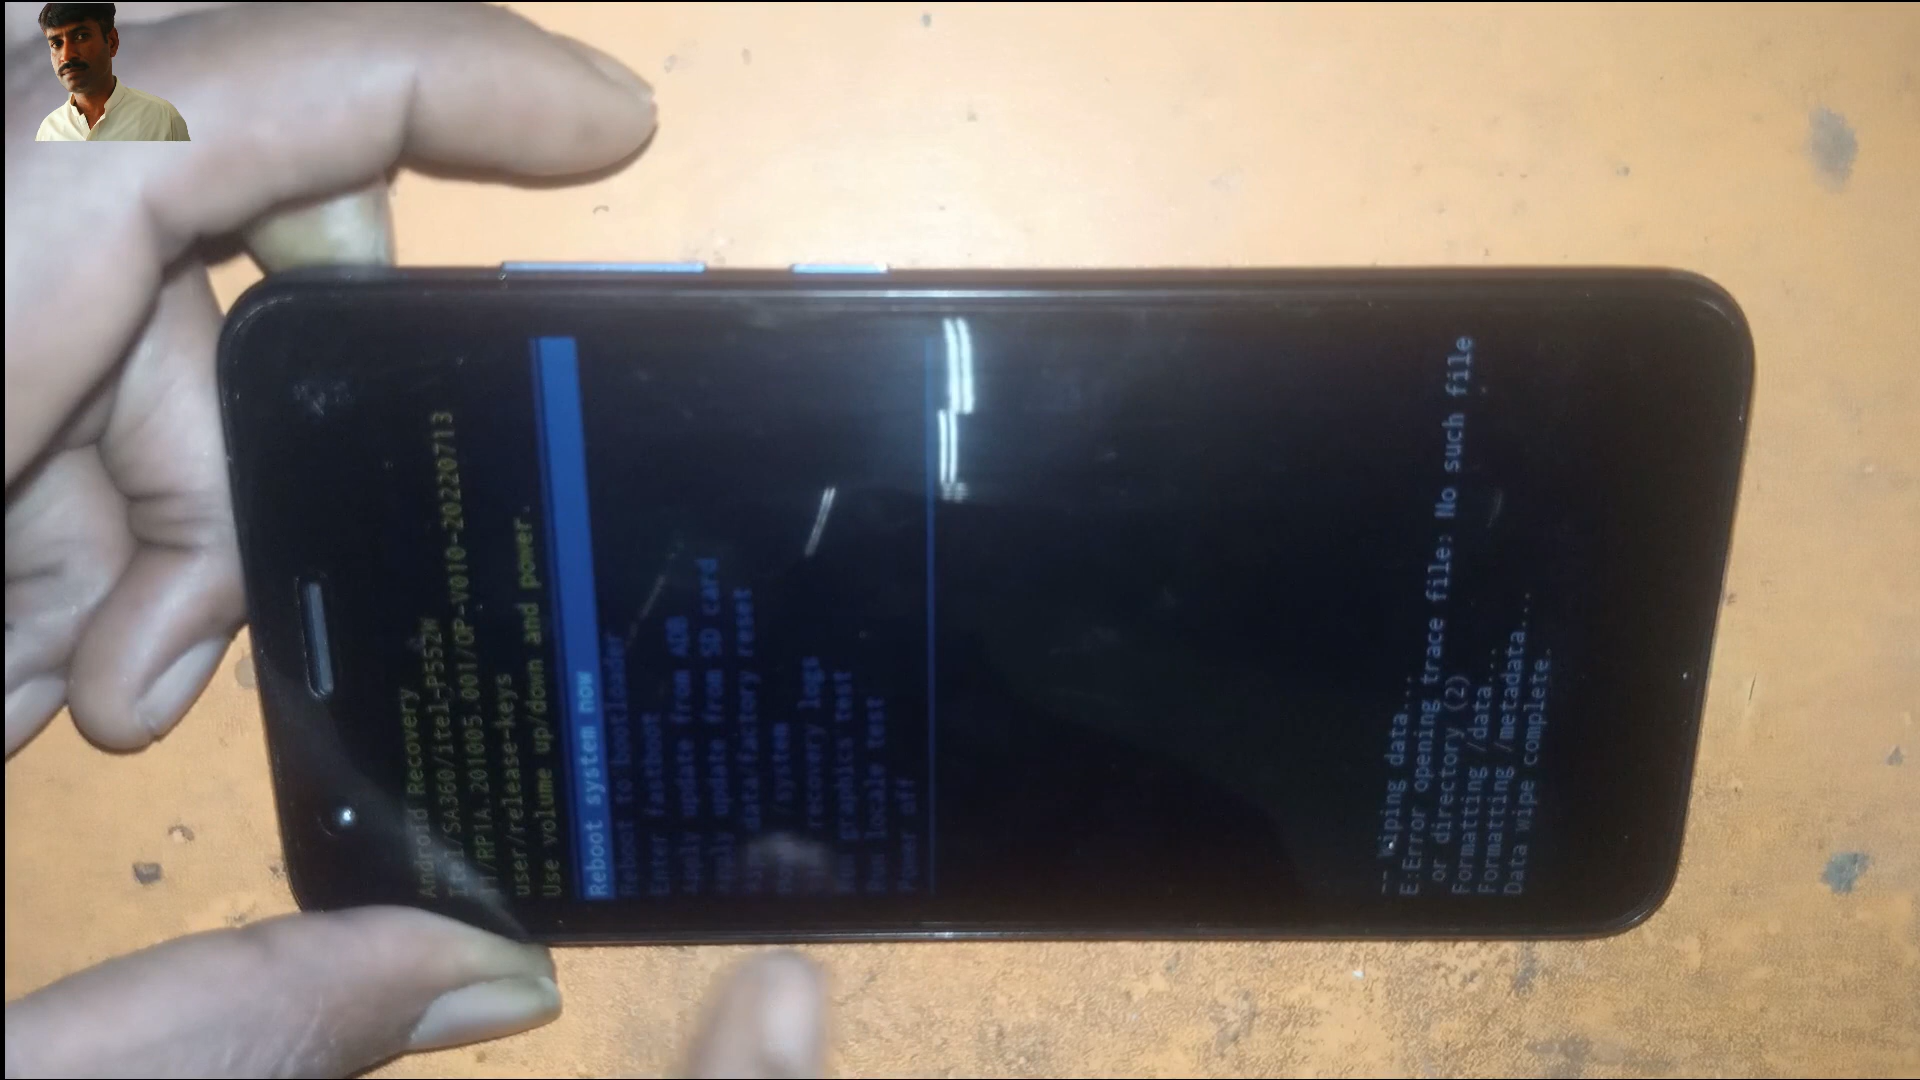 Android Recovery
Itel/SA360/itel-P552W
11/RP1A.201005.001/OP-V010-20220713
user/release-keys
Use volume up/down and power.
Reboot system now
Reboot to bootloader
Enter fastboot
Apply update from ADB
Apply update from SD card
data/factory reset
/system
recovery logs
graphics test
Run locale test
Power off
-- Wiping data...
E:Error opening trace file: No such file
or directory (2)
Formatting /data...
Formatting /metadata...
Data wipe complete.